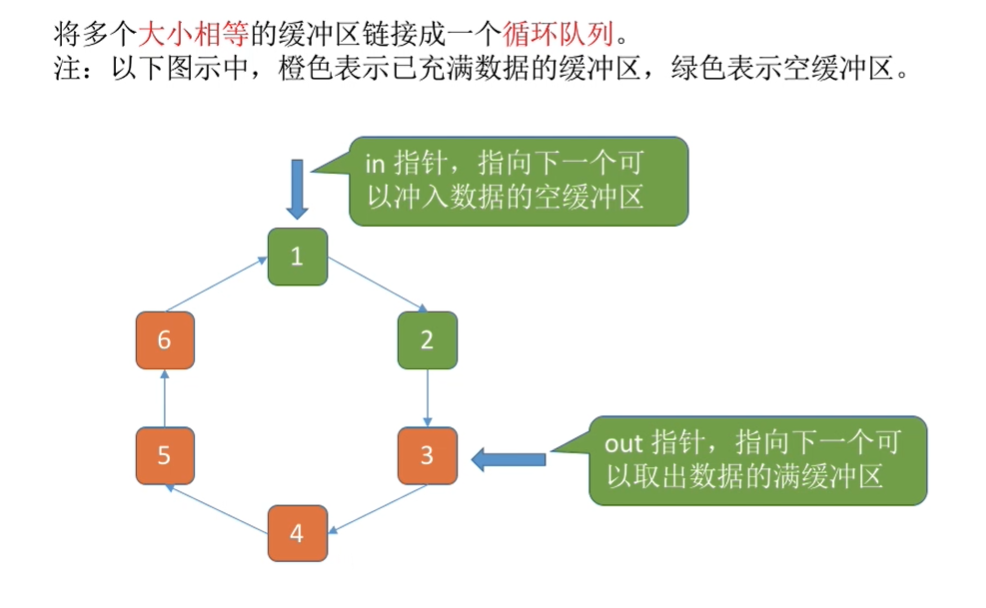 将多个大小相等的缓冲区链接成一个循环队列。
注：以下图示中，橙色表示已充满数据的缓冲区，绿色表示空缓冲区。
in 指针，指向下一个可
以冲入数据的空缓冲区
1
6
2
5
3
out 指针，指向下一个可
以取出数据的满缓冲区
4